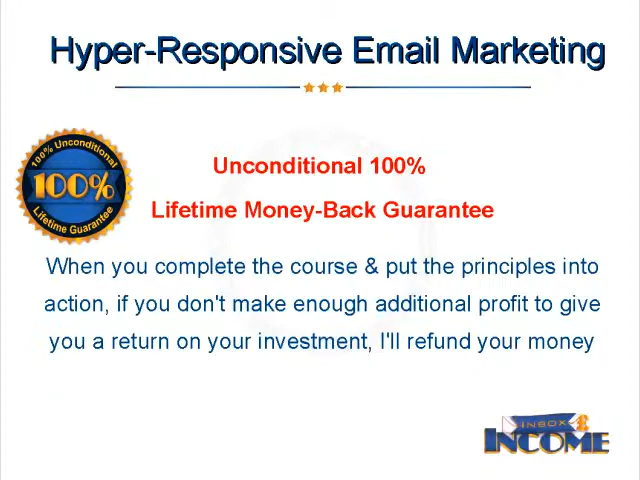 Hyper-Responsive Email Marketing
100% Unconditional
100%
Lifetime Guarantee
Unconditional 100%
Lifetime Money-Back Guarantee
When you complete the course & put the principles into
action, if you don't make enough additional profit to give
you a return on your investment, I'll refund your money
INBOX £
INCOME